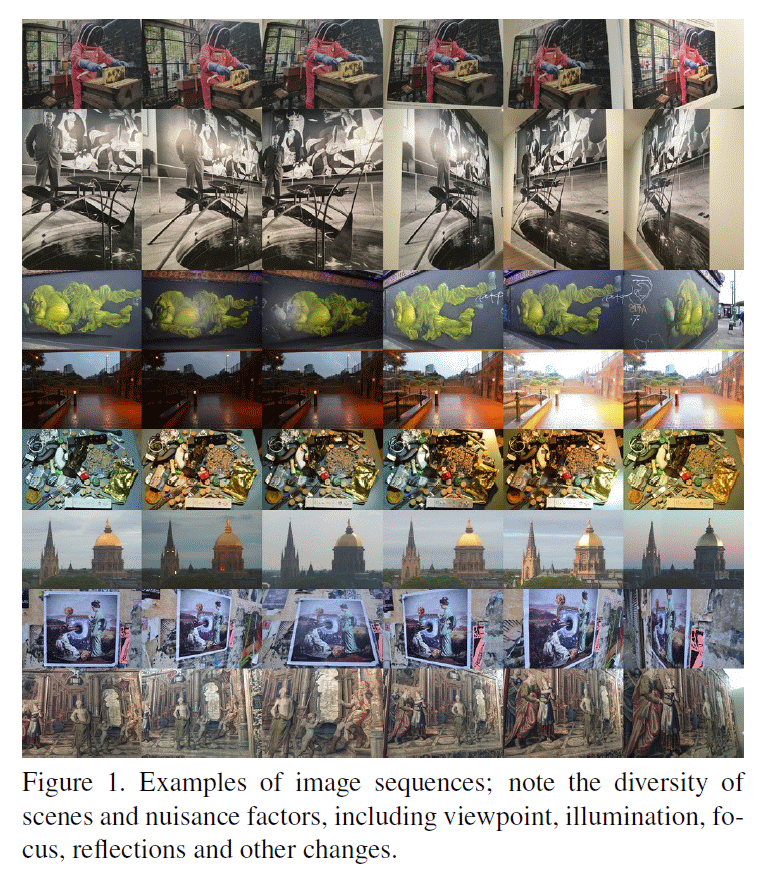 Figure 1. Examples of image sequences; note the diversity of
scenes and nuisance factors, including viewpoint, illumination, fo-
cus, reflections and other changes.